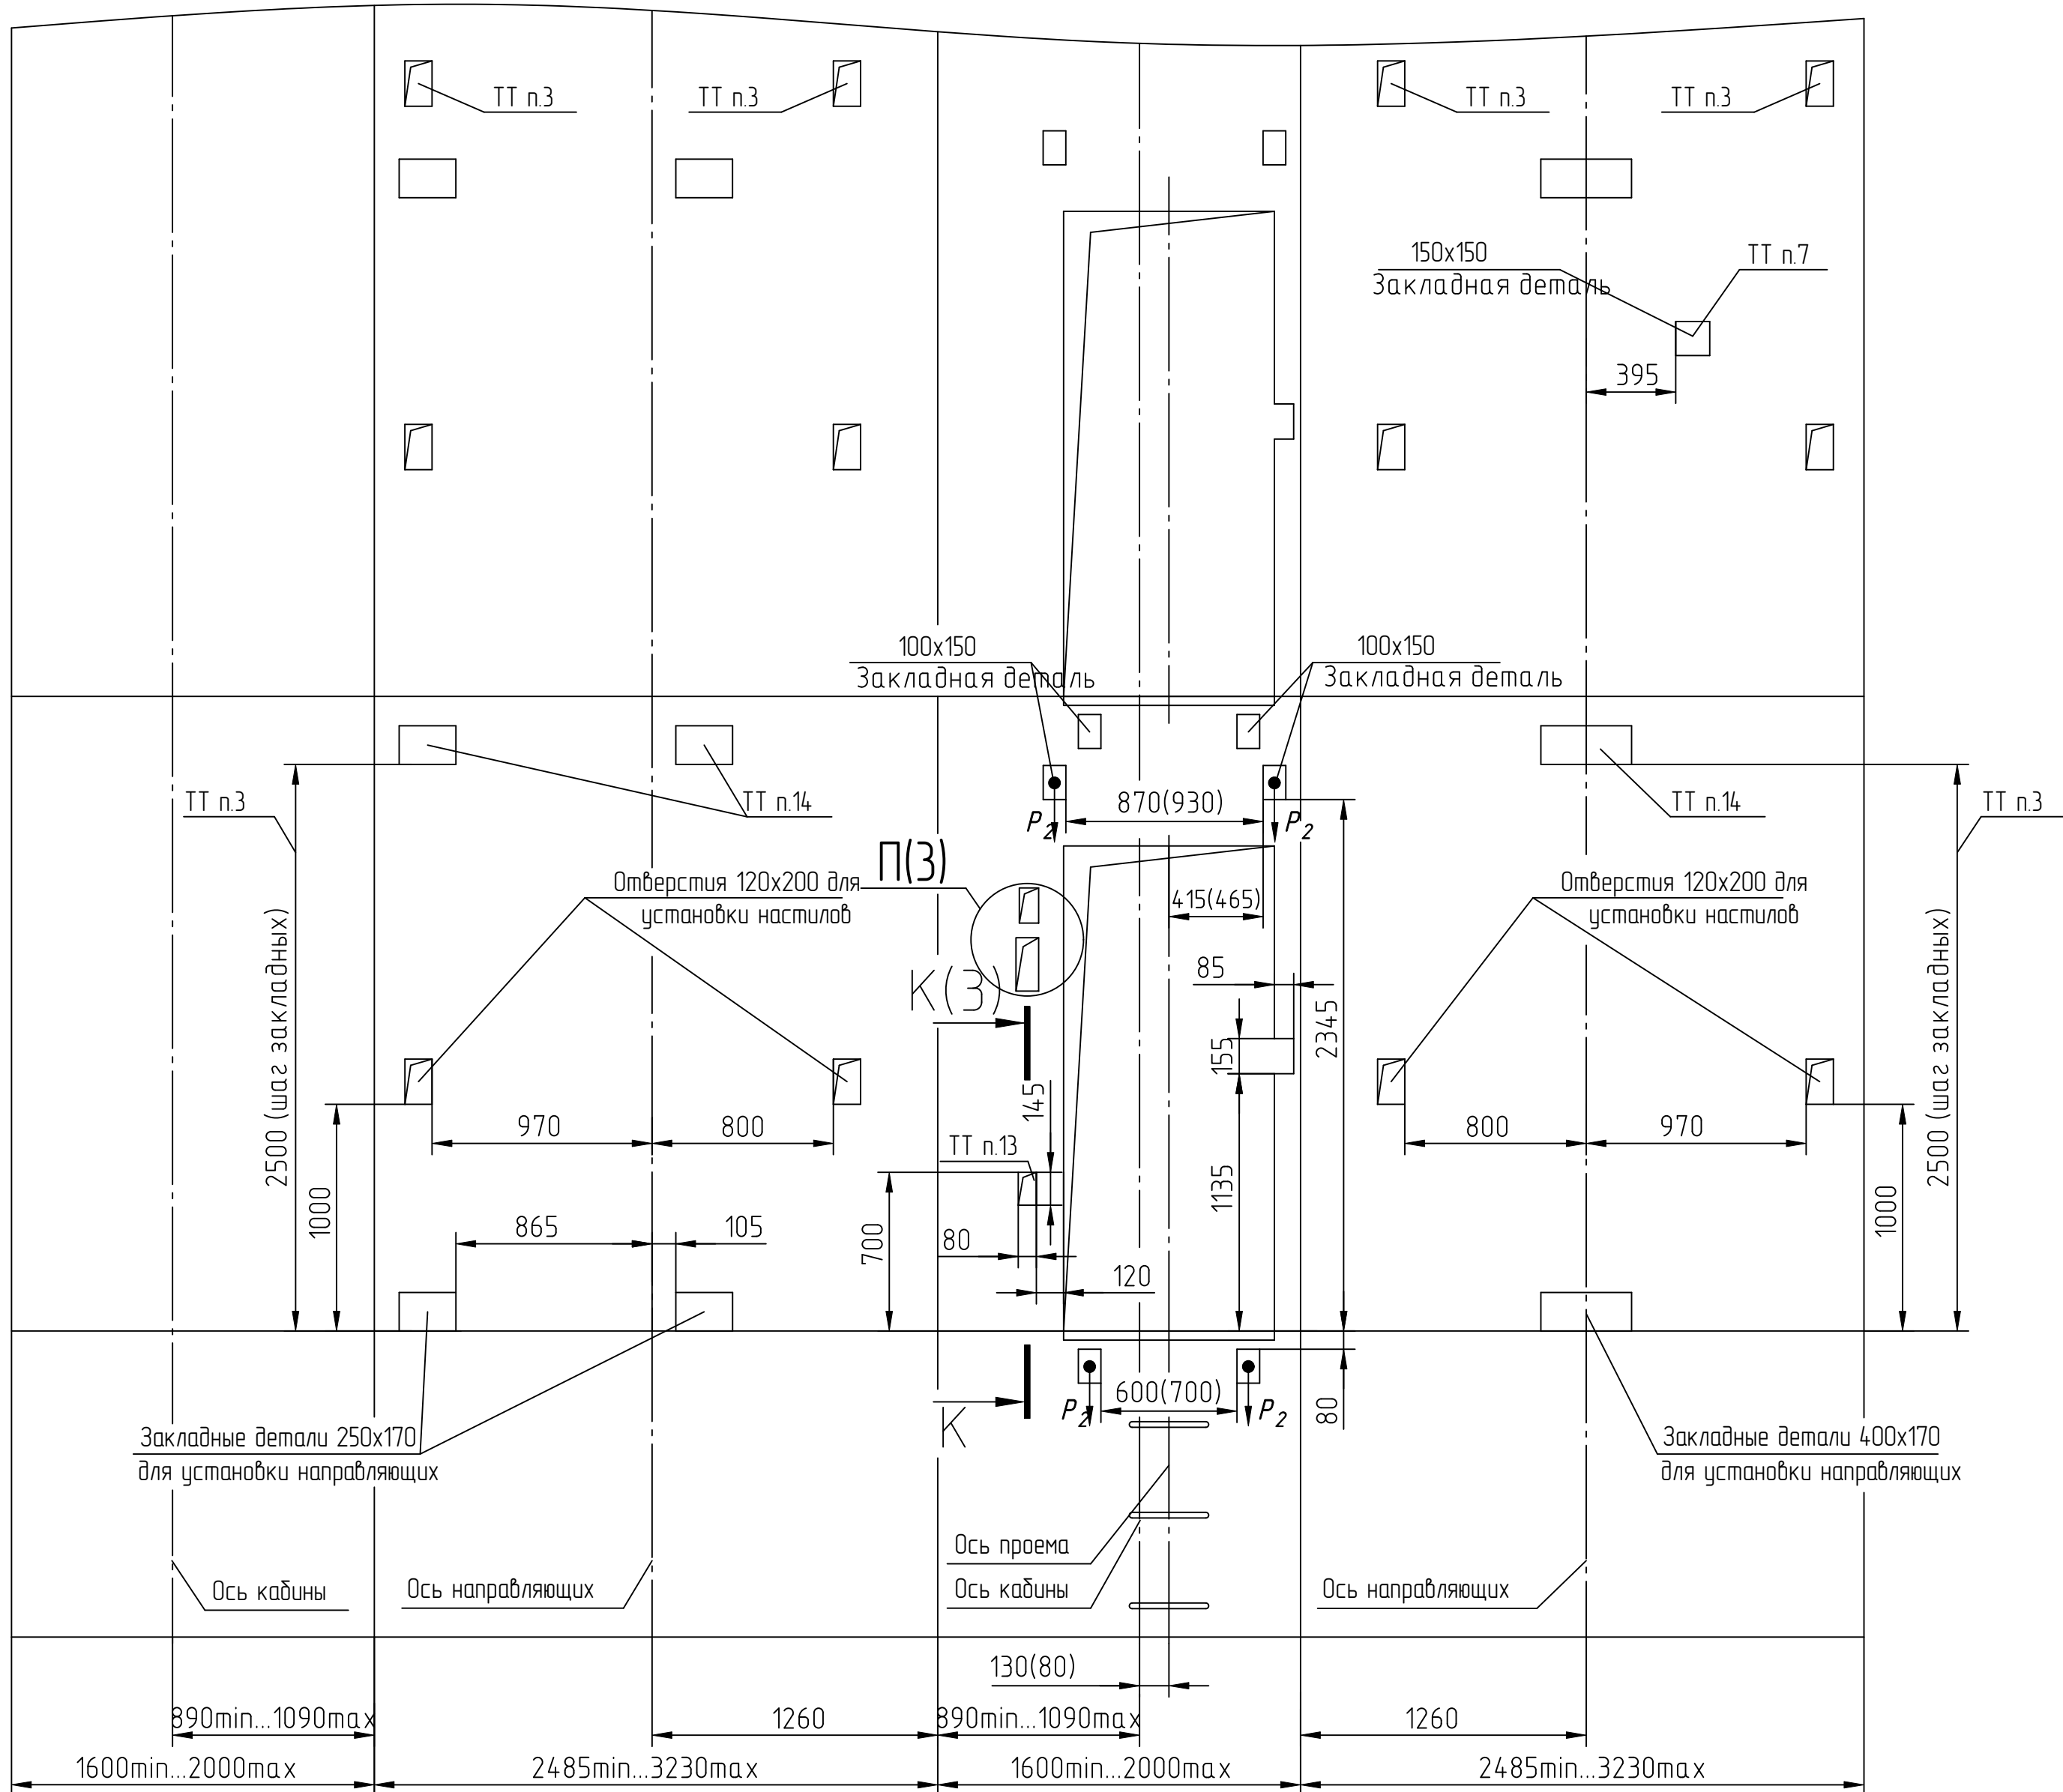 ТТ п.3
ТТ п.3
ТТ п.3
ТТ п.3
150х150
Закладная деталь
ТТ п.7
395
100х150
Закладная деталь
100х150
Закладная деталь
ТТ п.3
ТТ п.14
870(930)
P2
P2
ТТ п.14
ТТ п.3
П(3)
Отверстия 120х200 для
установки настилов
415(465)
Отверстия 120х200 для
установки настилов
2500 (шаг закладных)
К(3)
85
155
2345
2500 (шаг закладных)
145
970
800
ТТ п.13
800
970
1000
865
105
700
80
120
1135
1000
600(700)
P2
P2
80
К
Закладные детали 250х170
для установки направляющих
Закладные детали 400х170
для установки направляющих
Ось проема
Ось кабины
Ось направляющих
Ось кабины
Ось направляющих
130(80)
890min...1090max
1260
890min...1090max
1260
1600min...2000max
2485min...3230max
1600min...2000max
2485min...3230max